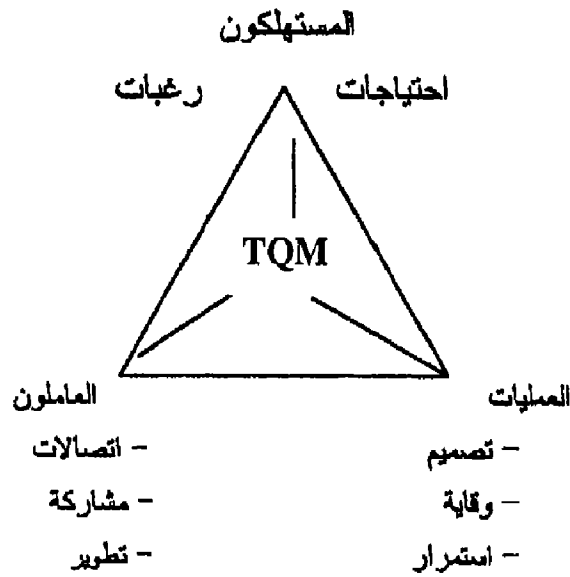 المستهلكون
احتياجات رغبات
TQM
العمليات العاملون
- تصميم - اتصالات
- وقاية - مشاركة
- استمرار - تطوير